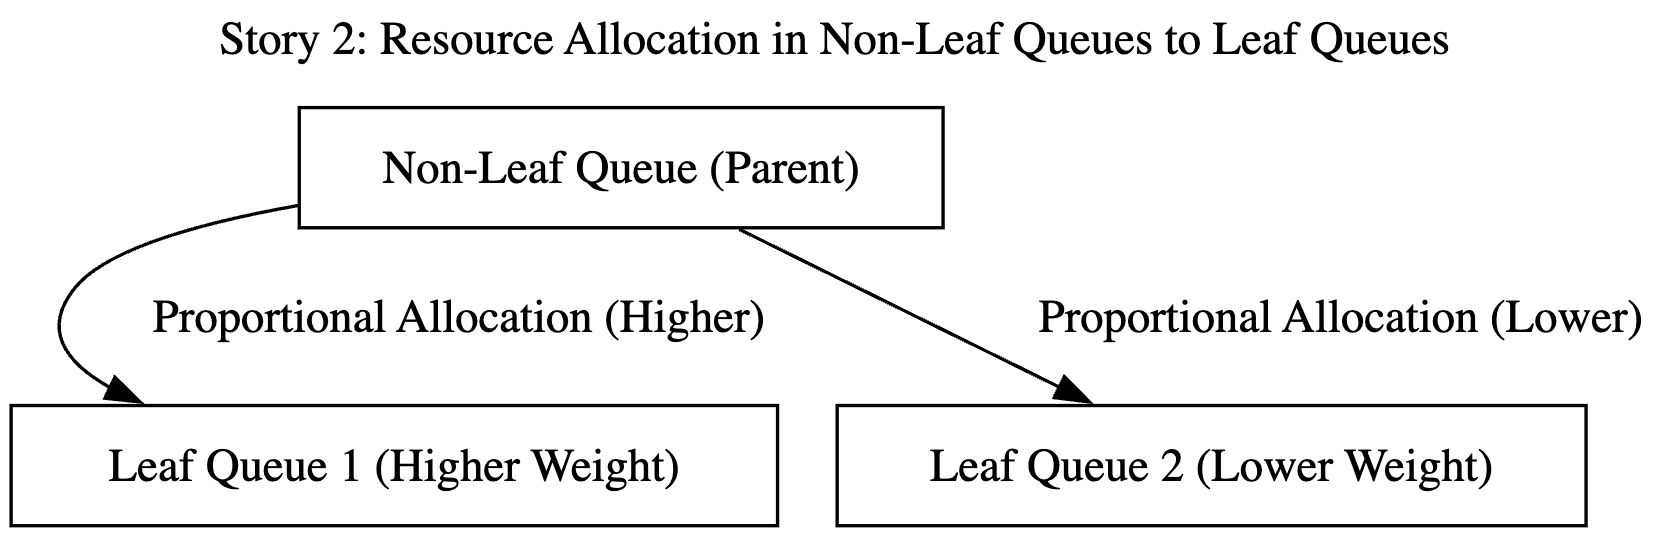 Story 2: Resource Allocation in Non-Leaf Queues to Leaf Queues
Non-Leaf Queue (Parent)
Proportional Allocation (Higher)
Proportional Allocation (Lower)
Leaf Queue 1 (Higher Weight)
Leaf Queue 2 (Lower Weight)